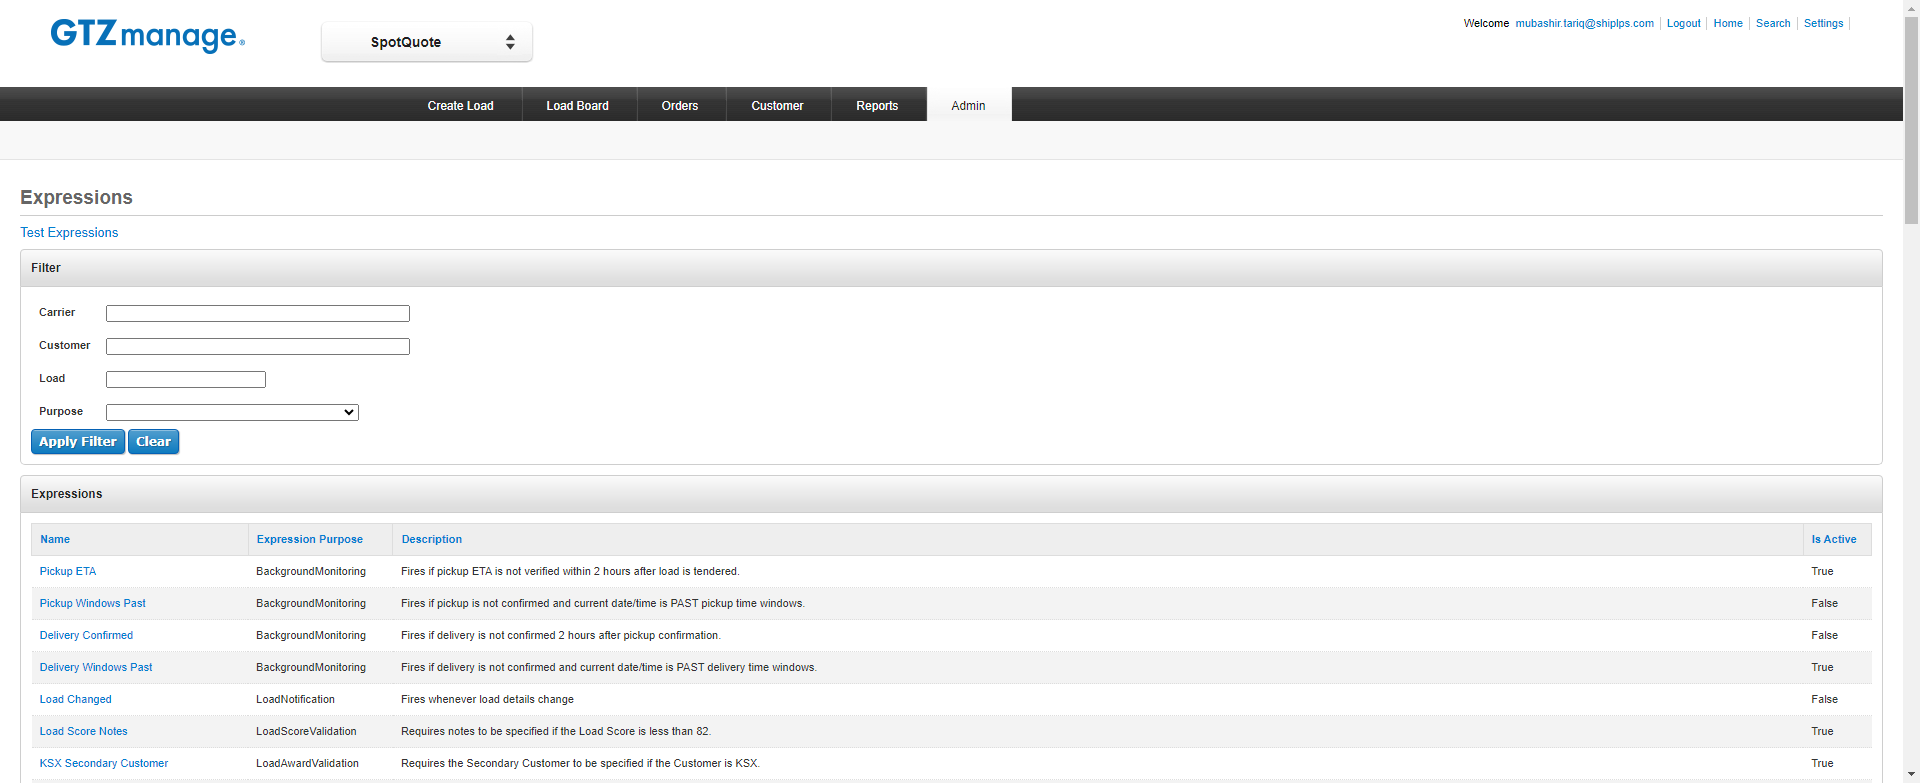 GTZmanage®
SpotQuote
Welcome mubashir.tariq@shiplps.com Logout Home Search Settings
Create Load Load Board Orders Customer Reports Admin
Expressions
Test Expressions
Filter
Carrier
Customer
Load
Purpose
Apply Filter Clear
Expressions
Name Expression Purpose Description Is Active
Pickup ETA BackgroundMonitoring Fires if pickup ETA is not verified within 2 hours after load is tendered. True
Pickup Windows Past BackgroundMonitoring Fires if pickup is not confirmed and current date/time is PAST pickup time windows. False
Delivery Confirmed BackgroundMonitoring Fires if delivery is not confirmed 2 hours after pickup confirmation. False
Delivery Windows Past BackgroundMonitoring Fires if delivery is not confirmed and current date/time is PAST delivery time windows. True
Load Changed LoadNotification Fires whenever load details change False
Load Score Notes LoadScoreValidation Requires notes to be specified if the Load Score is less than 82. True
KSX Secondary Customer LoadAwardValidation Requires the Secondary Customer to be specified if the Customer is KSX. True